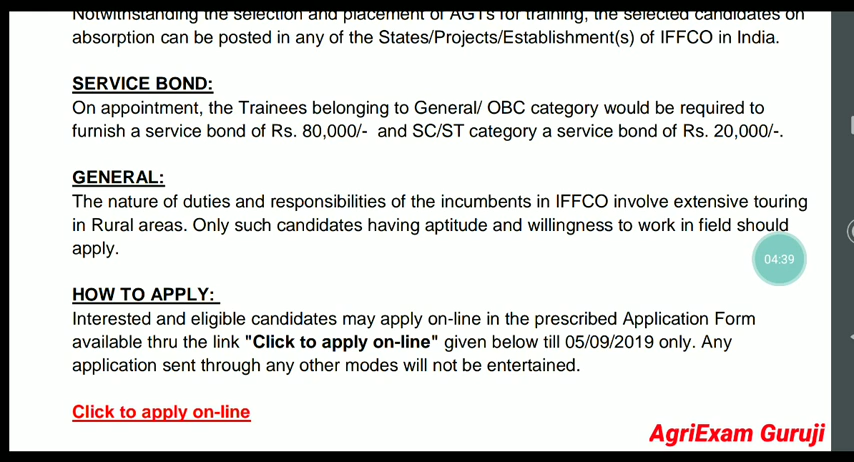 Notwithstanding the selection and placement of AGTs for training, the selected candidates on
absorption can be posted in any of the States/Projects/Establishment(s) of IFFCO in India.
SERVICE BOND:
On appointment, the Trainees belonging to General/ OBC category would be required to
furnish a service bond of Rs. 80,000/- and SC/ST category a service bond of Rs. 20,000/-.
GENERAL:
The nature of duties and responsibilities of the incumbents in IFFCO involve extensive touring
in Rural areas. Only such candidates having aptitude and willingness to work in field should
apply.
04:39
HOW TO APPLY:
Interested and eligible candidates may apply on-line in the prescribed Application Form
available thru the link "Click to apply on-line" given below till 05/09/2019 only. Any
application sent through any other modes will not be entertained.
Click to apply on-line
AgriExam Guruji